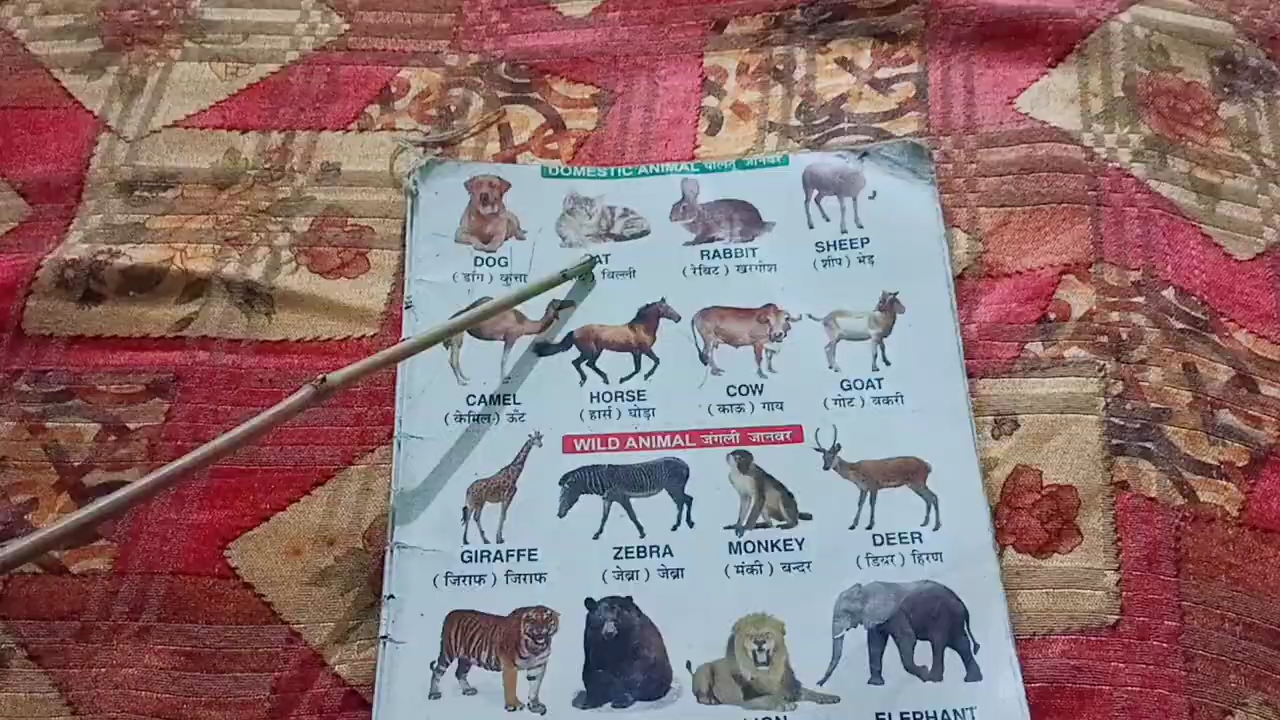 DOMESTIC ANIMAL पालतू जानवर
DOG
(डॉग) कुत्ता
बिल्ली
RABBIT
(रेबिट) खरगोश
SHEEP
(शीप) भेड़
CAMEL
(केमिल) ऊँट
HORSE
(हार्स) घोड़ा
COW
(काऊ) गाय
GOAT
(गोट) बकरी
WILD ANIMAL जंगली जानवर
GIRAFFE
(जिराफ) जिराफ
ZEBRA
(जेब्रा) जेब्रा
MONKEY
(मंकी) बन्दर
DEER
(डियर) हिरण
ELEPHANT